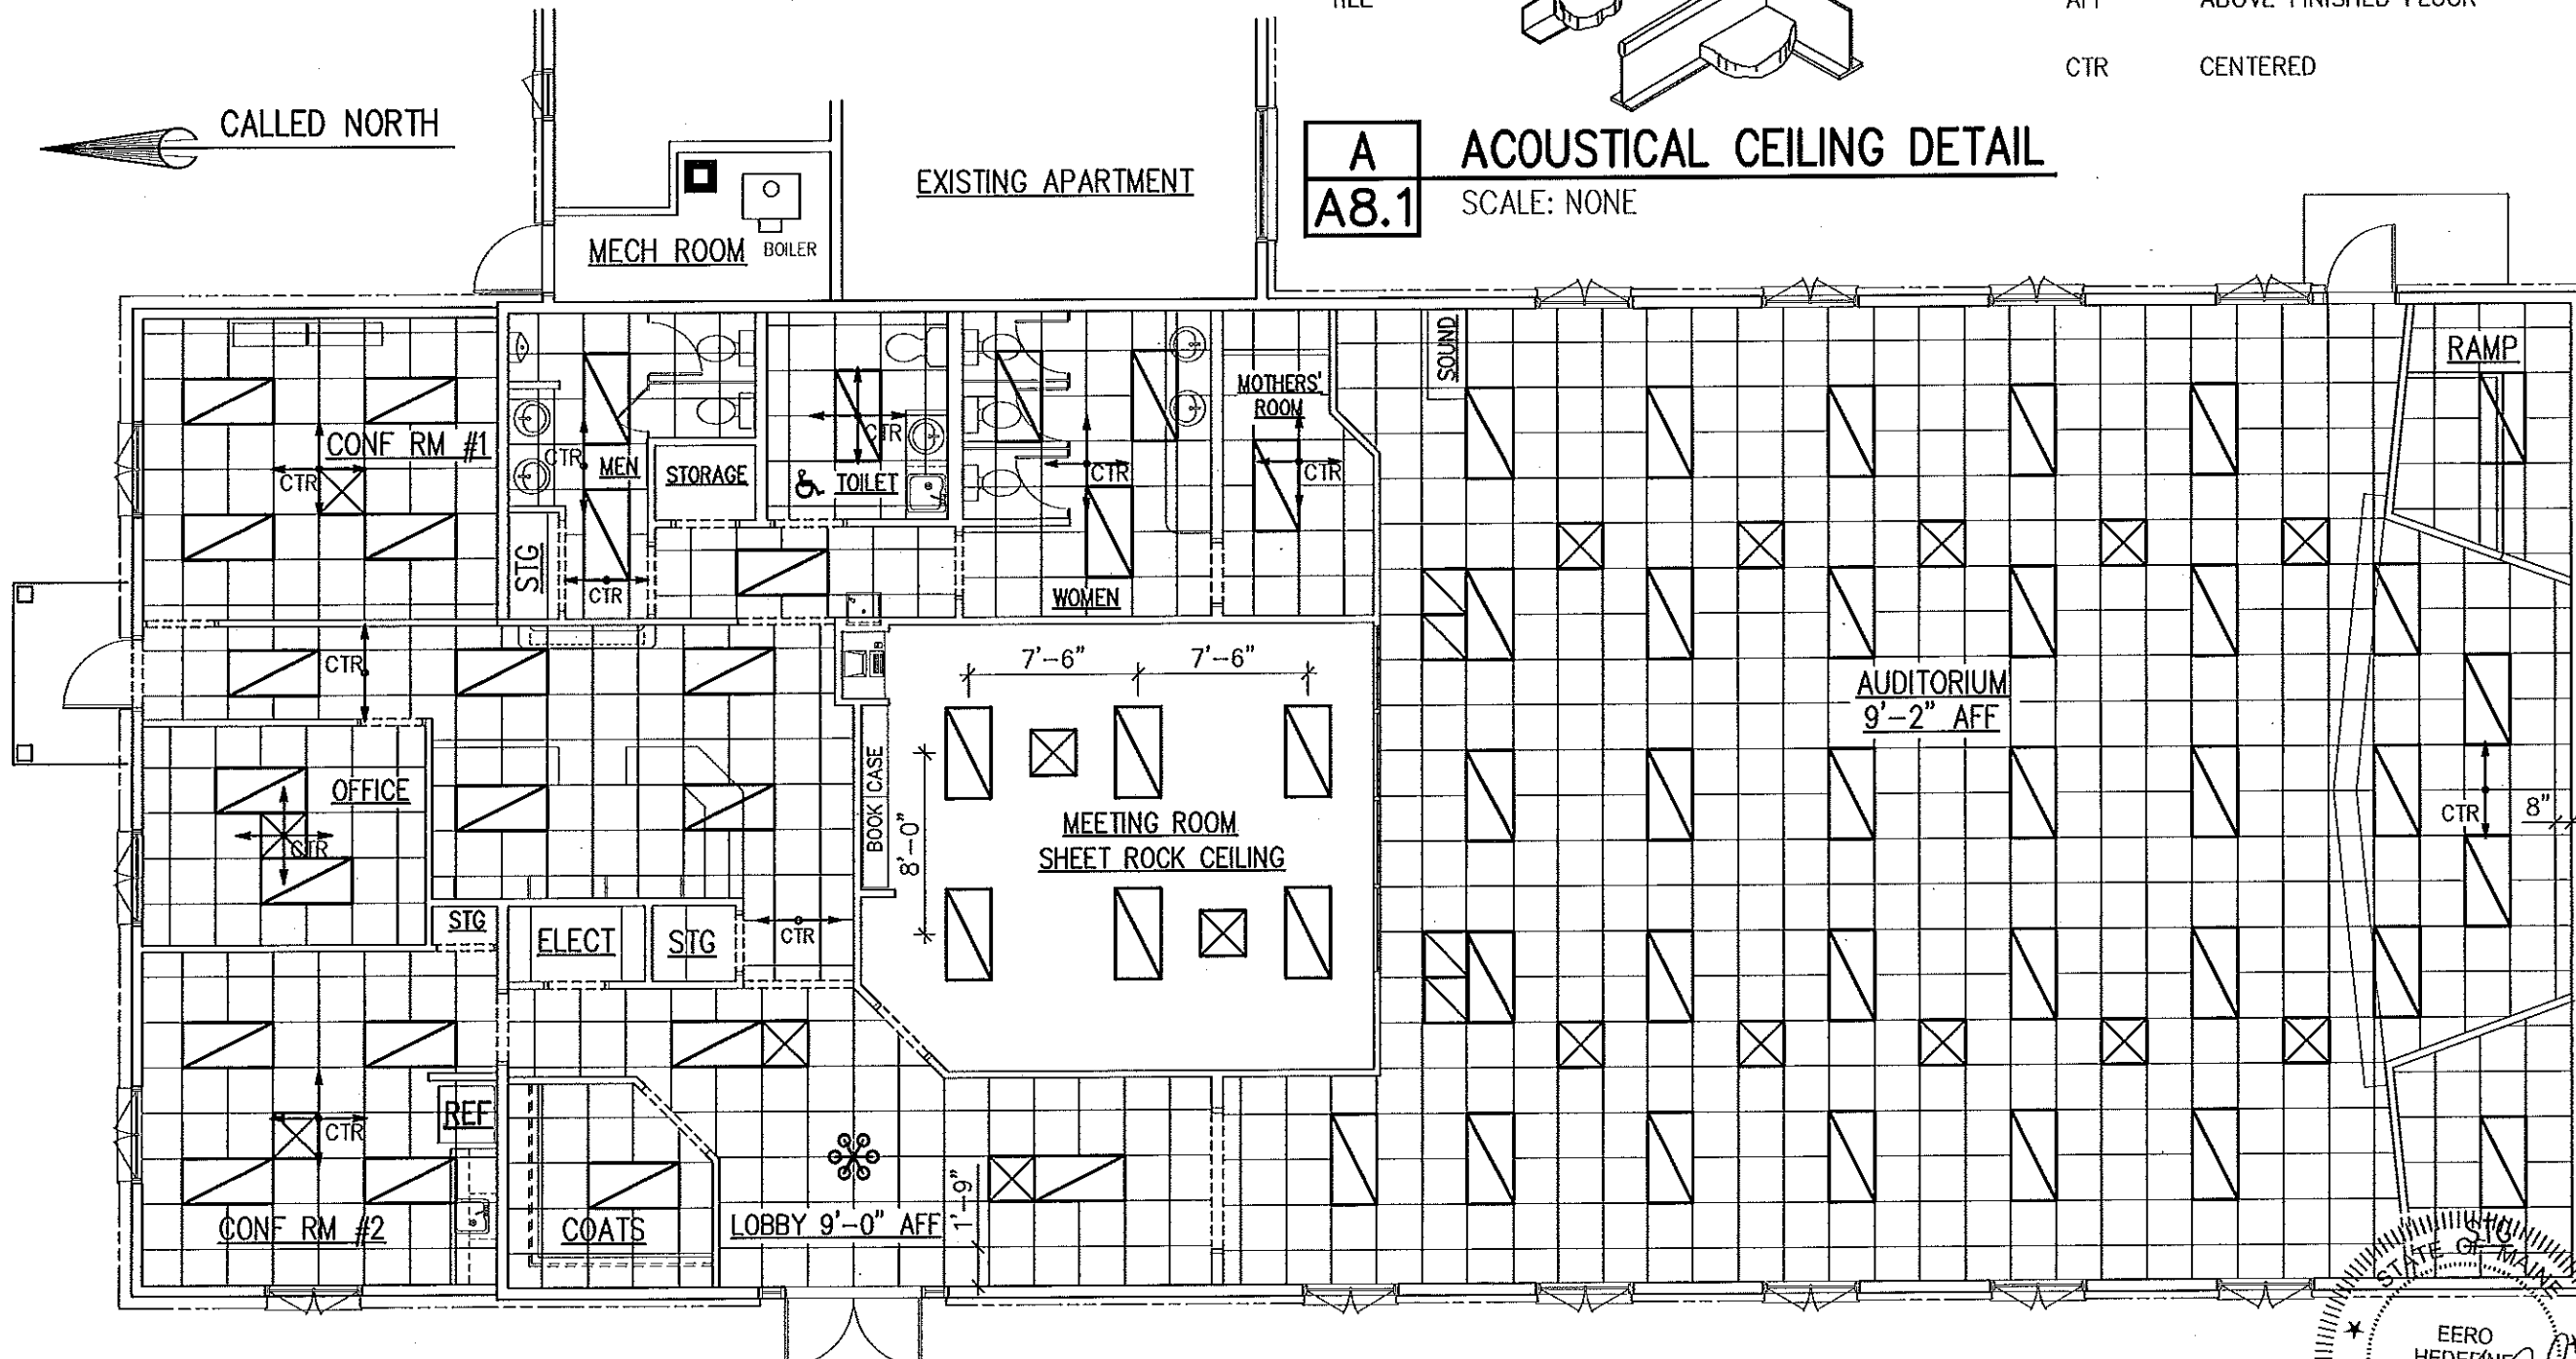 ABOVE FINISHED FLOOR
CTR CENTERED
CALLED NORTH
A
A8.1
ACOUSTICAL CEILING DETAIL
SCALE: NONE
EXISTING APARTMENT
MECH ROOM
BOILER
SOUND
RAMP
MOTHERS'
ROOM
CTR
CONF RM #1
CTR
CTR
MEN
STORAGE
CTR
TOILET
CTR
CTR
STG
CTR
WOMEN
CTR
7'-6"
7'-6"
AUDITORIUM
9'-2" AFF
OFFICE
CTR
BOOK CASE
8'-0"
MEETING ROOM
SHEET ROCK CEILING
CTR
8"
STG
ELECT
STG
CTR
REF
CTR
CONF RM #2
COATS
LOBBY 9'-0" AFF
1'-9"
STG
STATE OF MAINE
EERO